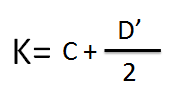 K= C + D’/2